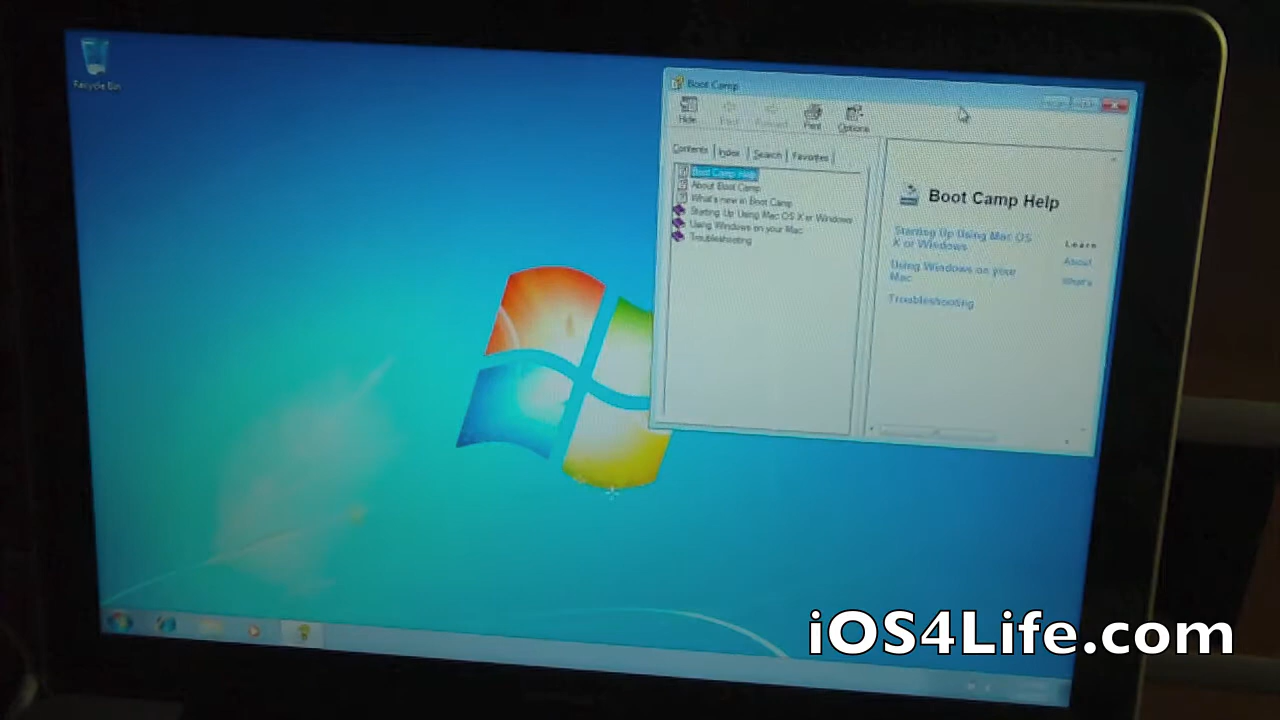 Recycle Bin
Boot Camp
Hide
Print
Options
Contents
Index
Search
Favorites
Boot Camp Help
About Boot Camp
What's new in Boot Camp
Starting Up Using Mac OS X or Windows
Using Windows on your Mac
Troubleshooting
Boot Camp Help
Starting Up Using Mac OS
X or Windows
Using Windows on your
Mac
Troubleshooting
Learn
About
What's
iOS4Life.com